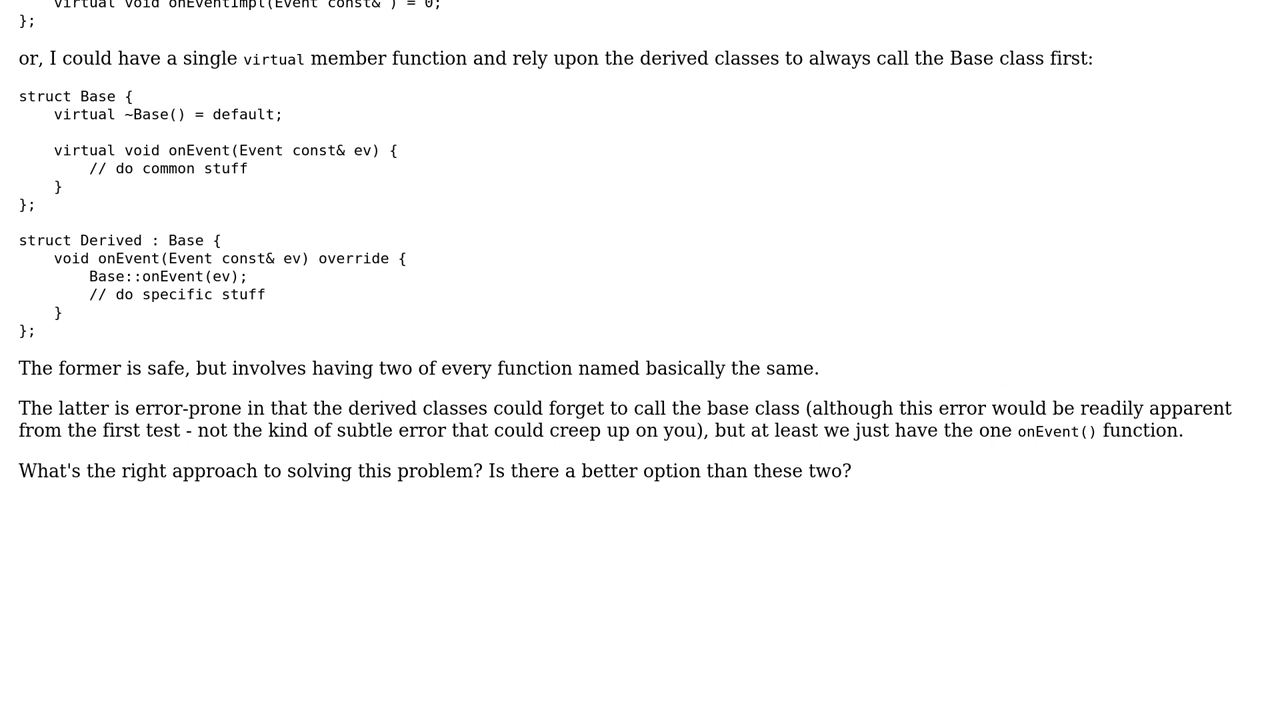 virtual void onEventImpl(Event const& ) = 0;
};
or, I could have a single virtual member function and rely upon the derived classes to always call the Base class first:
struct Base {
    virtual ~Base() = default;

    virtual void onEvent(Event const& ev) {
        // do common stuff
    }
};

struct Derived : Base {
    void onEvent(Event const& ev) override {
        Base::onEvent(ev);
        // do specific stuff
    }
};
The former is safe, but involves having two of every function named basically the same.
The latter is error-prone in that the derived classes could forget to call the base class (although this error would be readily apparent
from the first test - not the kind of subtle error that could creep up on you), but at least we just have the one onEvent() function.
What's the right approach to solving this problem? Is there a better option than these two?